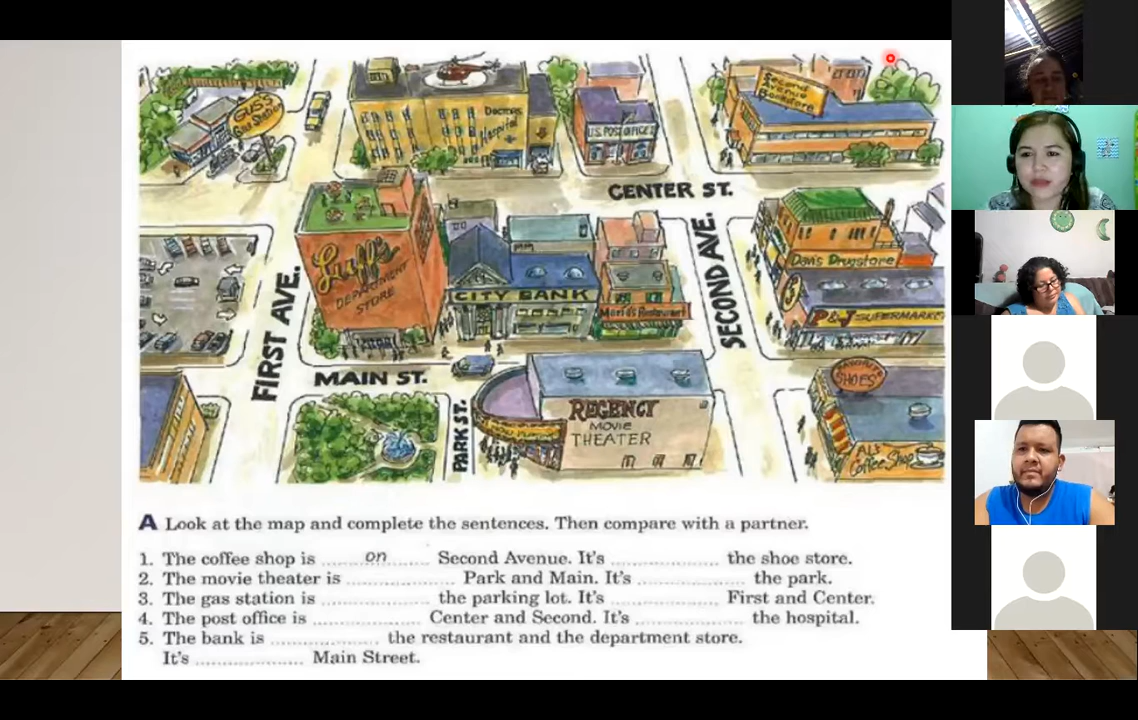 GUS'S
Gas Station
Doctors
Hospital
U.S. POST OFFICE
Second
Avenue
Bookstore
CENTER ST.
Luff's
DEPARTMENT
STORE
CITY BANK
Maria's Restaurant
Dan's Drugstore
P&J SUPERMARKET
FIRST AVE.
SECOND AVE.
MAIN ST.
PARK ST.
REGENCY
MOVIE
THEATER
FAVORITE
SHOES
AL's
Coffee Shop
A Look at the map and complete the sentences. Then compare with a partner.
1. The coffee shop is ....on.... Second Avenue. It's .................... the shoe store.
2. The movie theater is .................... Park and Main. It's .................... the park.
3. The gas station is .................... the parking lot. It's .................... First and Center.
4. The post office is .................... Center and Second. It's .................... the hospital.
5. The bank is .................... the restaurant and the department store.
It's .................... Main Street.